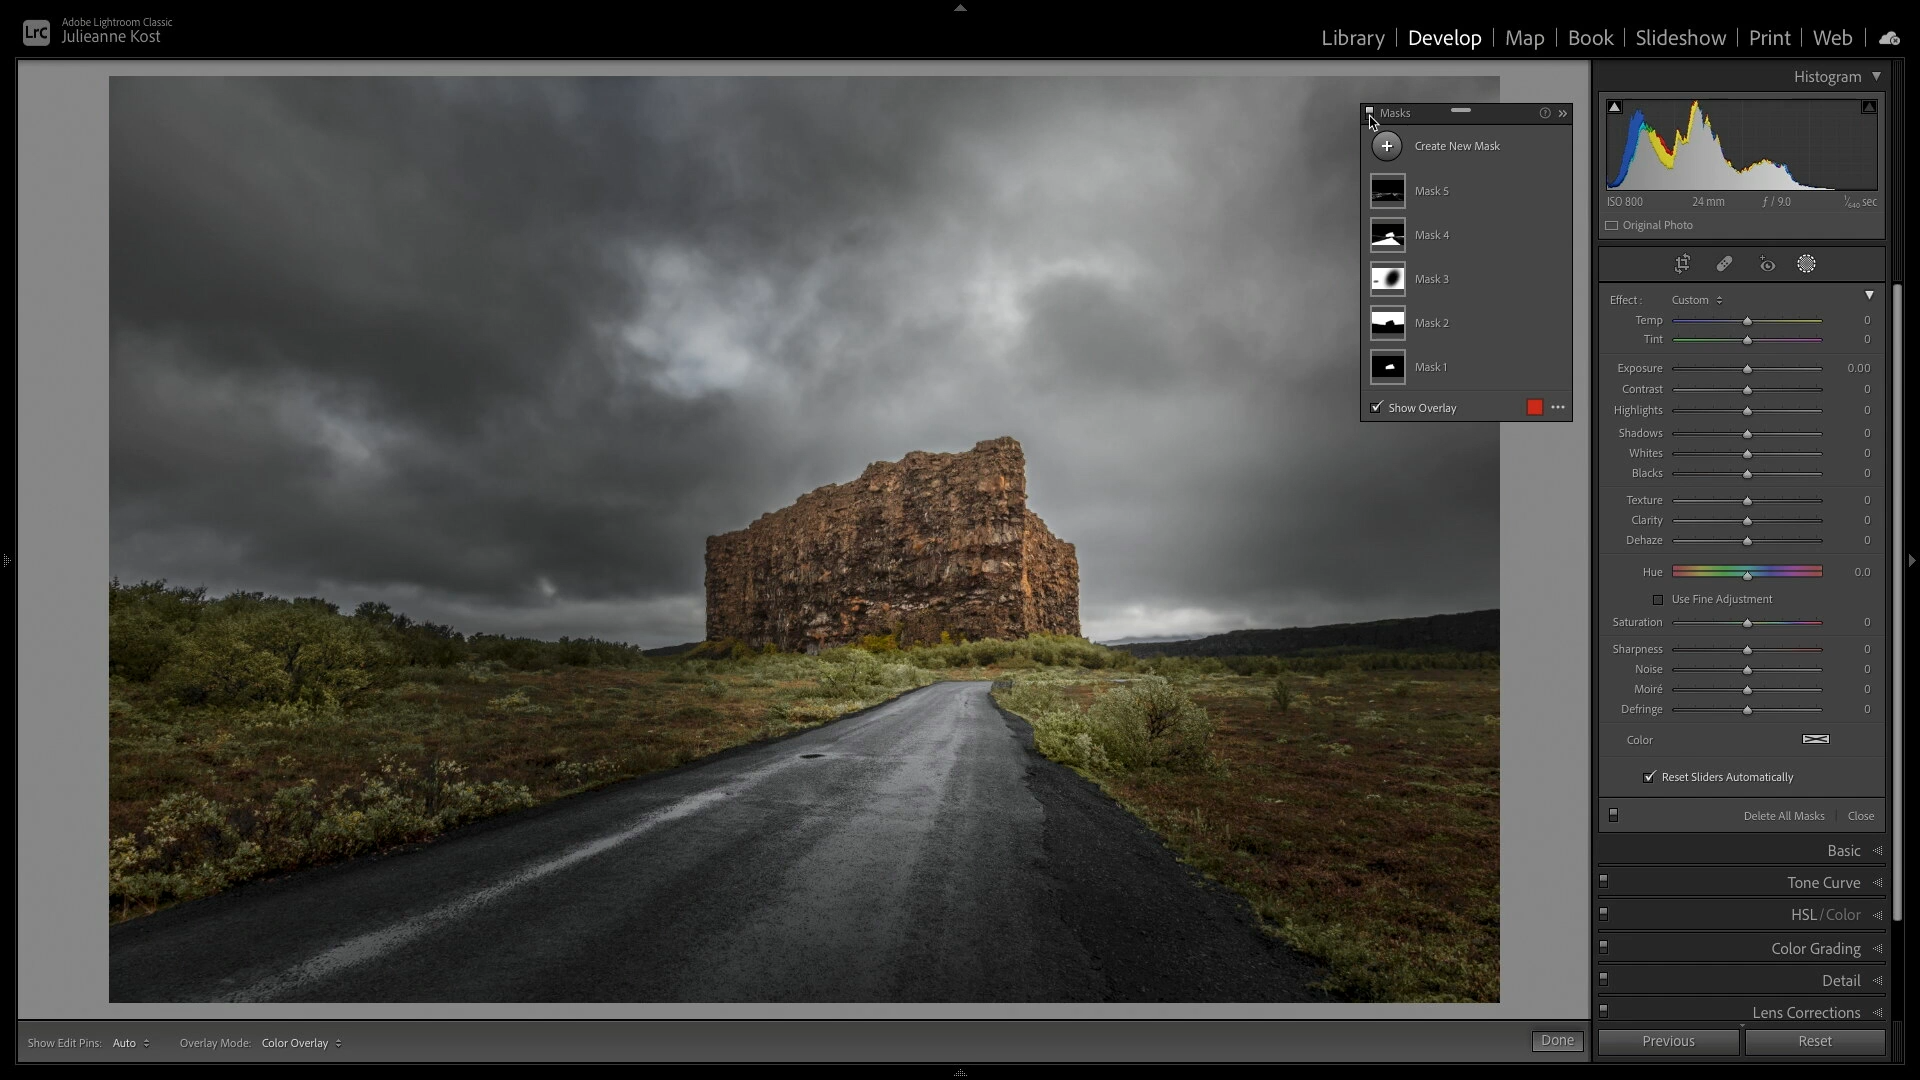 Adobe Lightroom Classic
LrC
Julieanne Kost
Library | Develop | Map | Book | Slideshow | Print | Web
Histogram
ISO 800 24 mm ƒ / 9.0 1/640 sec
Original Photo
Masks
Create New Mask
Mask 5
Mask 4
Mask 3
Mask 2
Mask 1
Show Overlay
Effect : Custom
Temp 0
Tint 0
Exposure 0.00
Contrast 0
Highlights 0
Shadows 0
Whites 0
Blacks 0
Texture 0
Clarity 0
Dehaze 0
Hue 0.0
Use Fine Adjustment
Saturation 0
Sharpness 0
Noise 0
Moiré 0
Defringe 0
Color
Reset Sliders Automatically
Delete All Masks Close
Basic
Tone Curve
HSL / Color
Color Grading
Detail
Lens Corrections
Show Edit Pins: Auto Overlay Mode: Color Overlay Done
Previous Reset